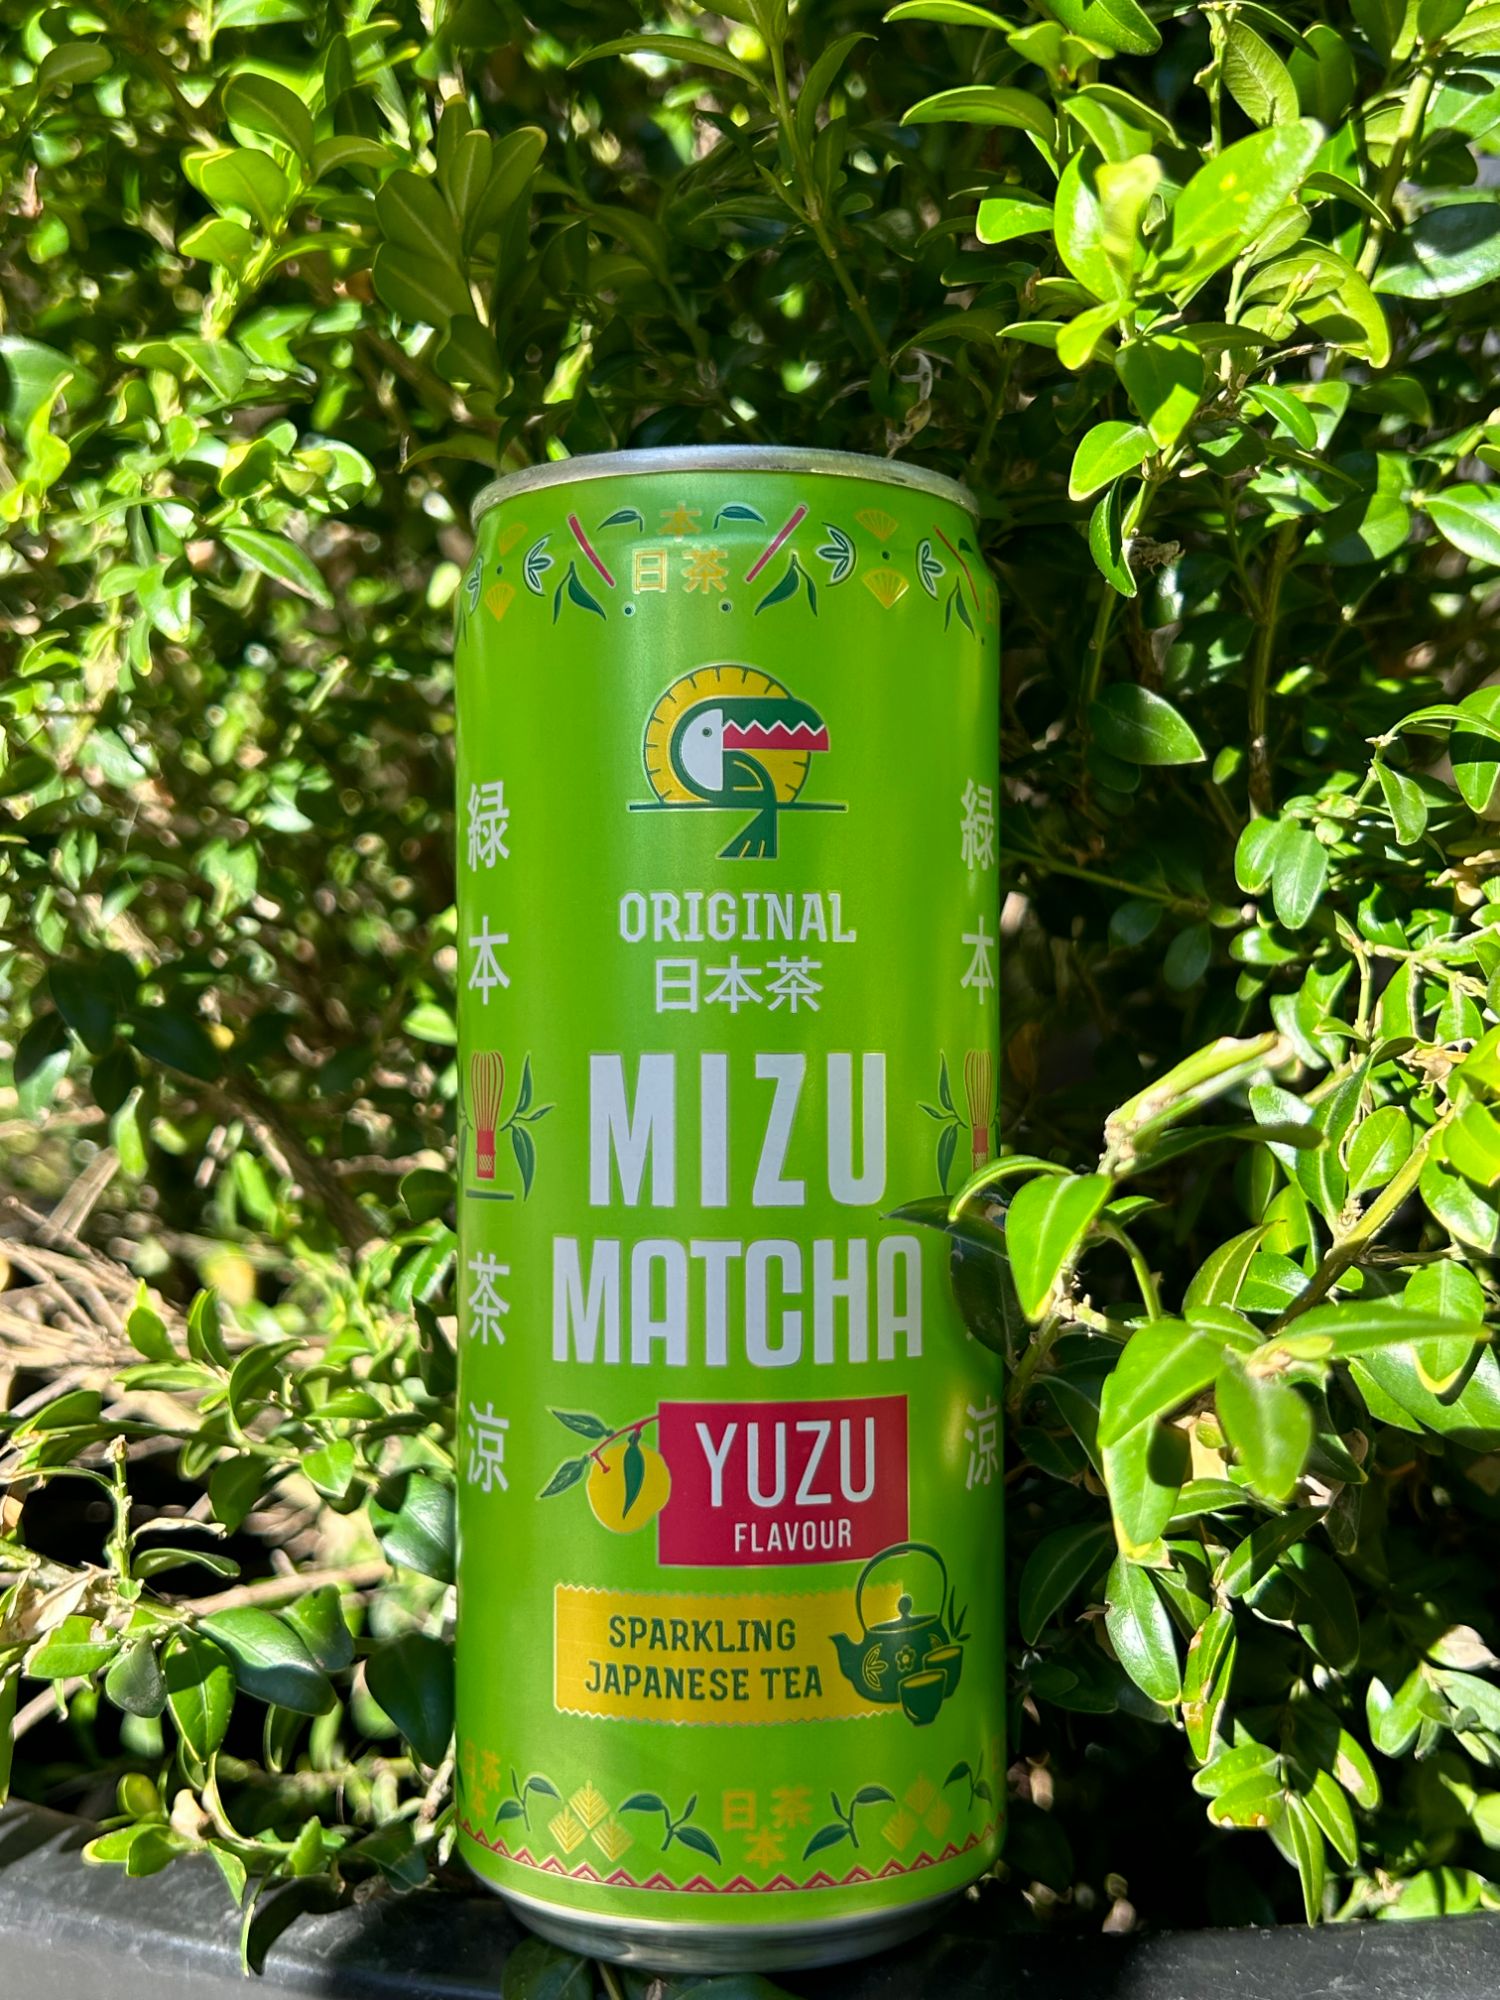 本
日茶
ORIGINAL
日本茶
MIZU
MATCHA
YUZU
FLAVOUR
SPARKLING
JAPANESE TEA
日茶
本
緑
本
茶
涼
緑
本
涼